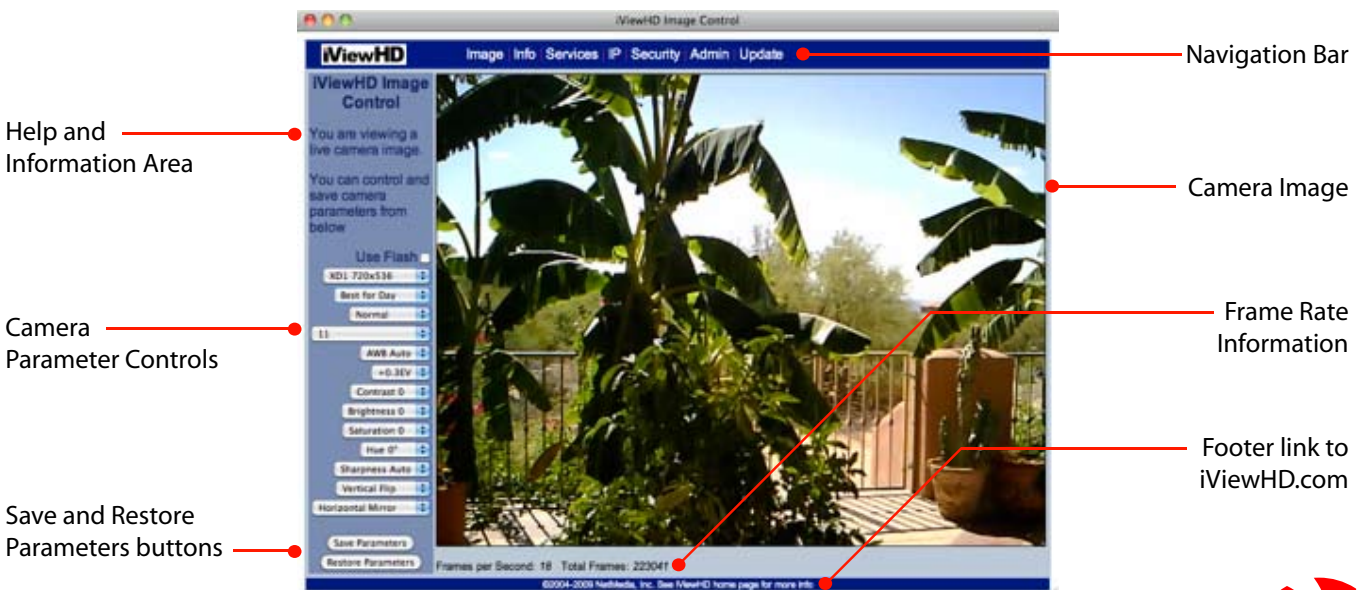 iViewHD Image Control
iViewHD
Image | Info | Services | IP | Security | Admin | Update
Navigation Bar
iViewHD Image
Control
You are viewing a
live camera image.
You can control and
save camera
parameters from
below
Help and
Information Area
Camera Image
Use Flash
XD1 720x536
Best for Day
Normal
11
AWB Auto
+0.3EV
Contrast 0
Brightness 0
Saturation 0
Hue 0°
Sharpness Auto
Vertical Flip
Horizontal Mirror
Camera
Parameter Controls
Frame Rate
Information
Save Parameters
Restore Parameters
Save and Restore
Parameters buttons
Footer link to
iViewHD.com
Frames per Second: 18 Total Frames: 223041
©2004-2009 NetMedia, Inc. See iViewHD home page for more info